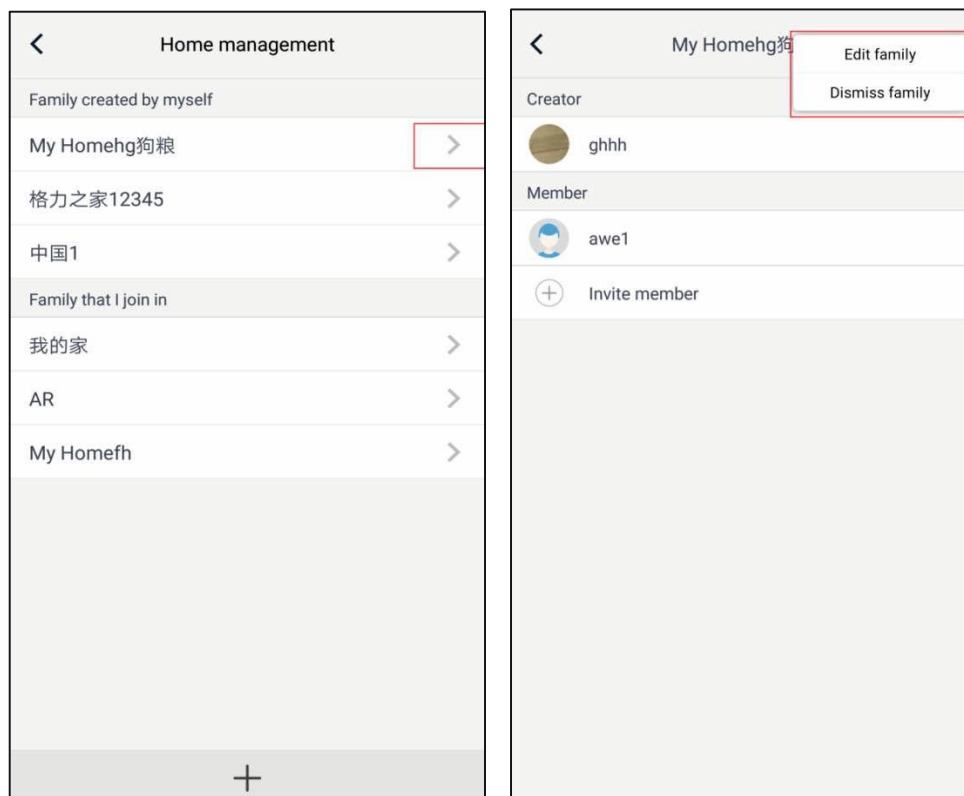 Home management
Family created by myself
My Homehg狗粮
格力之家12345
中国1
Family that I join in
我的家
AR
My Homefh
My Homehg狗
Edit family
Dismiss family
Creator
ghhh
Member
awe1
Invite member